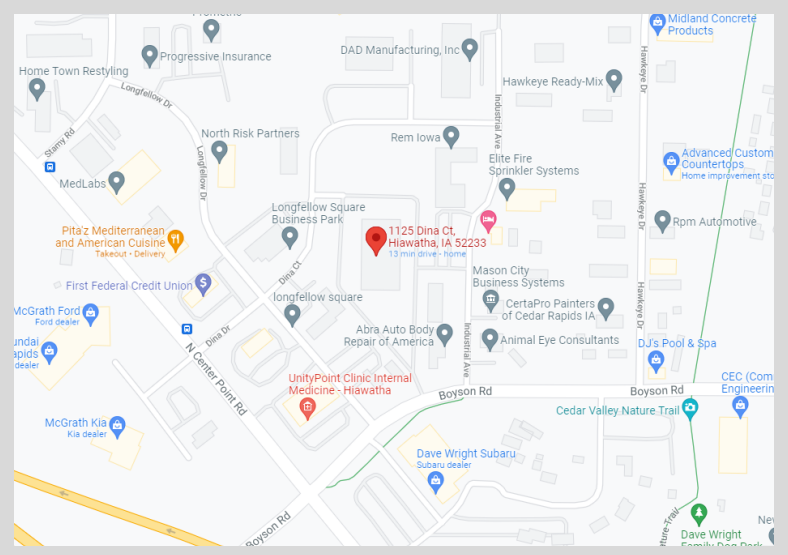 Prometric
Midland Concrete
Products
Progressive Insurance
DAD Manufacturing, Inc
Home Town Restyling
Hawkeye Ready-Mix
Longfellow Dr
Hawkeye Dr
Industrial Ave
Stamy Rd
North Risk Partners
Rem Iowa
Elite Fire
Sprinkler Systems
Advanced Custom
Countertops
Home improvement sto
Longfellow Dr
MedLabs
Hawkeye Dr
Longfellow Square
Business Park
Rpm Automotive
Pita'z Mediterranean
and American Cuisine
Takeout • Delivery
1125 Dina Ct,
Hiawatha, IA 52233
13 min drive - home
Dina Ct
Mason City
Business Systems
First Federal Credit Union
longfellow square
CertaPro Painters
of Cedar Rapids IA
Hawkeye Dr
McGrath Ford
Ford dealer
Dina Dr
Abra Auto Body
Repair of America
Industrial Ave
Animal Eye Consultants
undai
apids
dealer
DJ's Pool & Spa
N Center Point Rd
UnityPoint Clinic Internal
Medicine - Hiawatha
Boyson Rd
Boyson Rd
CEC (Com
Engineerin
Cedar Valley Nature Trail
McGrath Kia
Kia dealer
Dave Wright Subaru
Subaru dealer
Boyson Rd
ture Trail
Dave Wright
Family Dog Park
New